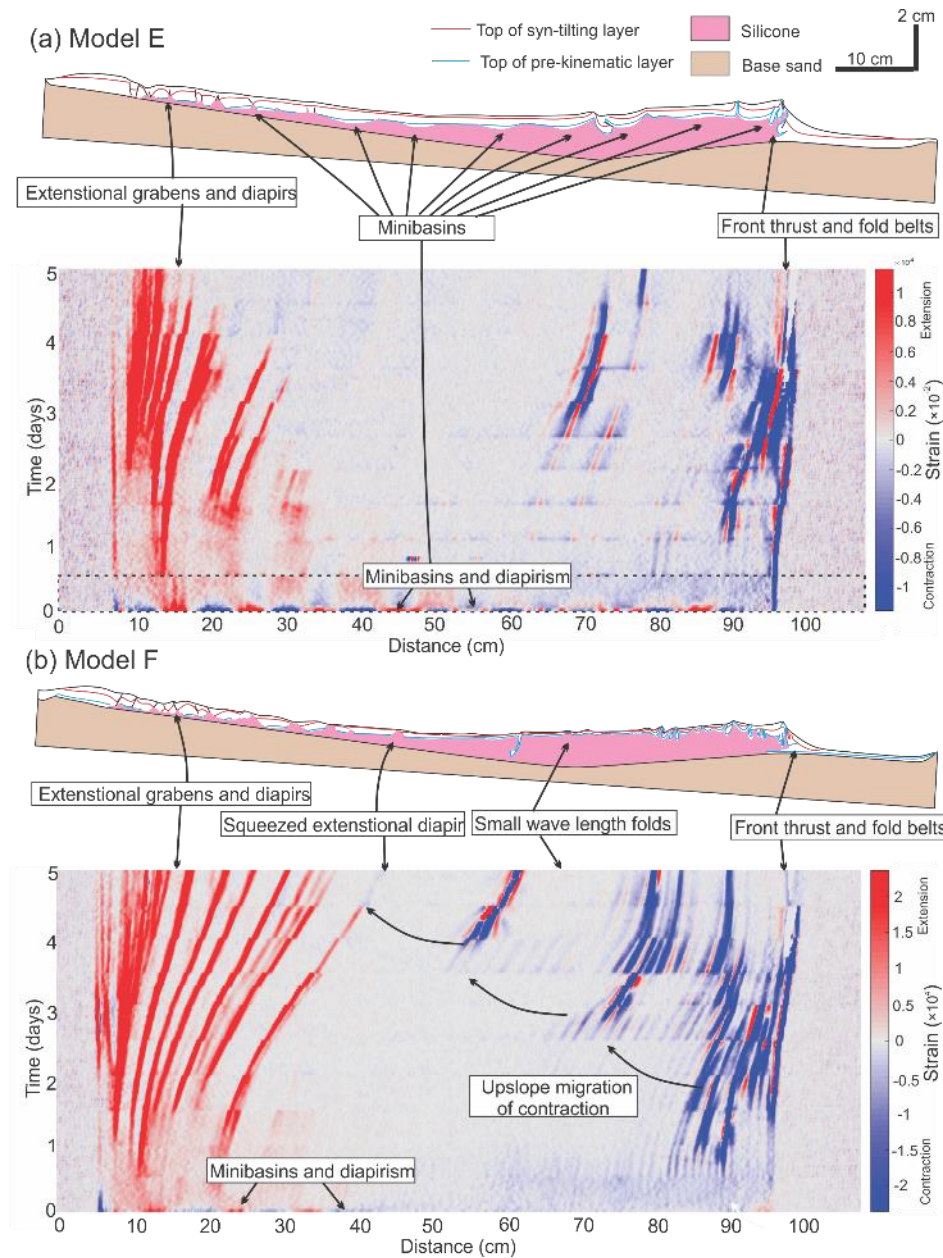 (a) Model E
Top of syn-tilting layer
Top of pre-kinematic layer
Silicone
Base sand
2 cm
10 cm
Extenstional grabens and diapirs
Minibasins
Front thrust and fold belts
5
4
3
2
1
0
Time (days)
Minibasins and diapirism
0 10 20 30 40 50 60 70 80 90 100
Distance (cm)
×10⁴
1
0.8
0.6
0.4
0.2
0
-0.2
-0.4
-0.6
-0.8
-1
Extension
Strain (×10⁻²)
Contraction
(b) Model F
Extenstional grabens and diapirs
Squeezed extenstional diapir
Small wave length folds
Front thrust and fold belts
5
4
3
2
1
0
Time (days)
Upslope migration
of contraction
Minibasins and diapirism
0 10 20 30 40 50 60 70 80 90 100
Distance (cm)
2
1.5
1
0.5
0
-0.5
-1
-1.5
-2
Extension
Strain (×10⁴)
Contraction